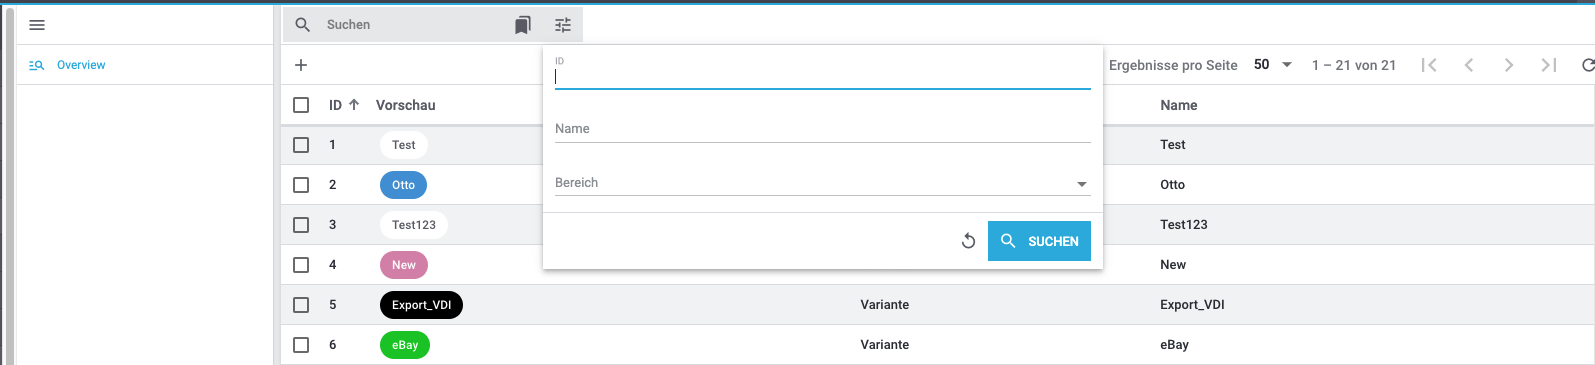 Suchen
Overview
ID
Name
Bereich
SUCHEN
Ergebnisse pro Seite 50 1 – 21 von 21
ID Vorschau Name
1 Test Test
2 Otto Otto
3 Test123 Test123
4 New New
5 Export_VDI Variante Export_VDI
6 eBay Variante eBay